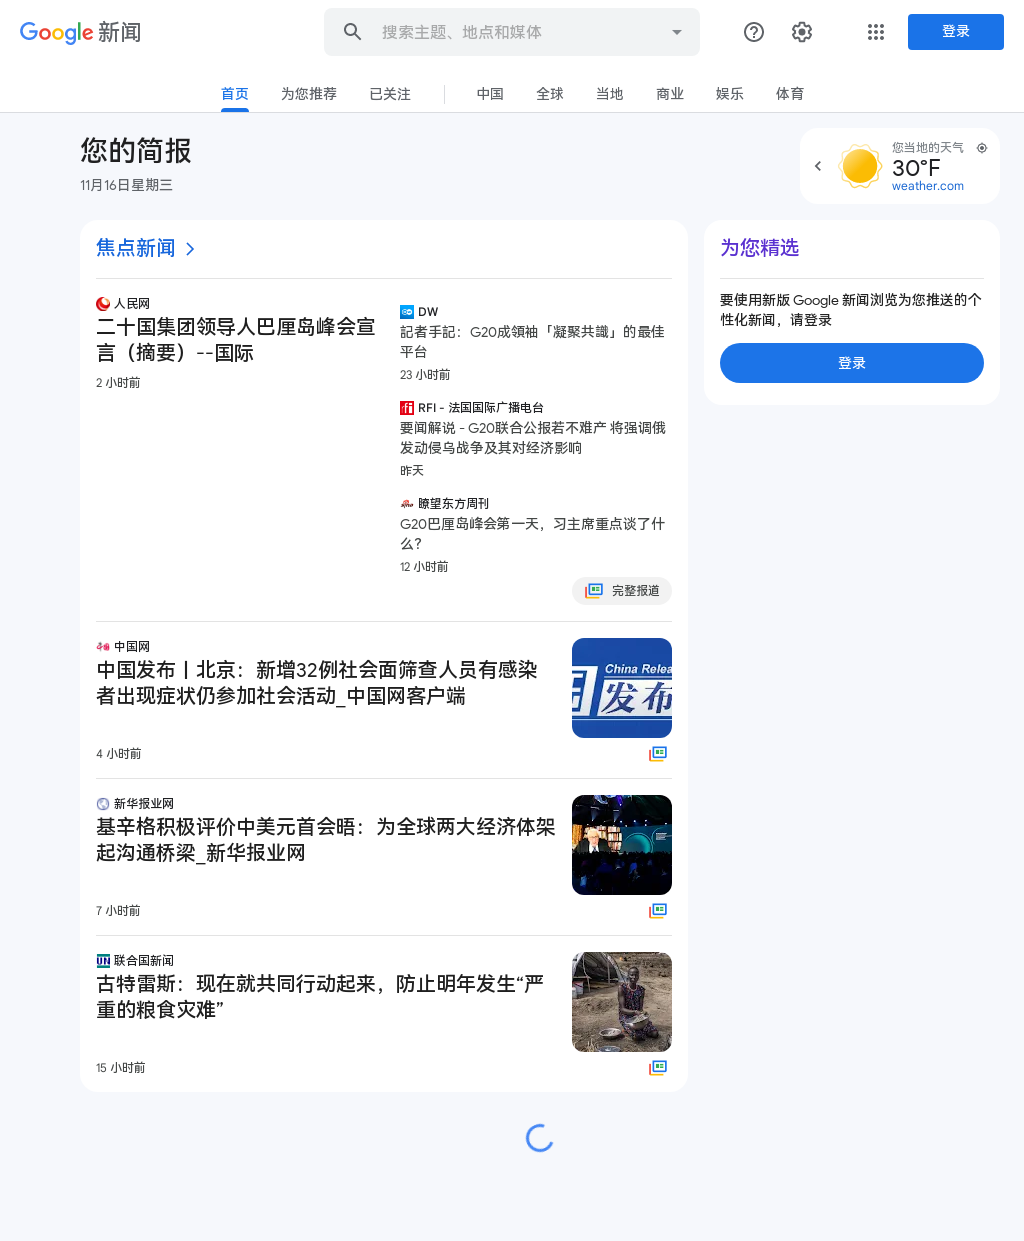 Google 新闻
搜索主题、地点和媒体
登录
首页
为您推荐
已关注
中国
全球
当地
商业
娱乐
体育
您的简报
11月16日星期三
您当地的天气
30°F
weather.com
焦点新闻
人民网
二十国集团领导人巴厘岛峰会宣
言（摘要）--国际
2 小时前
DW
記者手記：G20成領袖「凝聚共識」的最佳
平台
23 小时前
RFI - 法国国际广播电台
要闻解说 - G20联合公报若不难产 将强调俄
发动侵乌战争及其对经济影响
昨天
瞭望东方周刊
G20巴厘岛峰会第一天，习主席重点谈了什
么？
12 小时前
完整报道
中国网
中国发布丨北京：新增32例社会面筛查人员有感染
者出现症状仍参加社会活动_中国网客户端
China Relea
国发布
4 小时前
新华报业网
基辛格积极评价中美元首会晤：为全球两大经济体架
起沟通桥梁_新华报业网
7 小时前
UN
联合国新闻
古特雷斯：现在就共同行动起来，防止明年发生“严
重的粮食灾难”
15 小时前
为您精选
要使用新版 Google 新闻浏览为您推送的个
性化新闻，请登录
登录